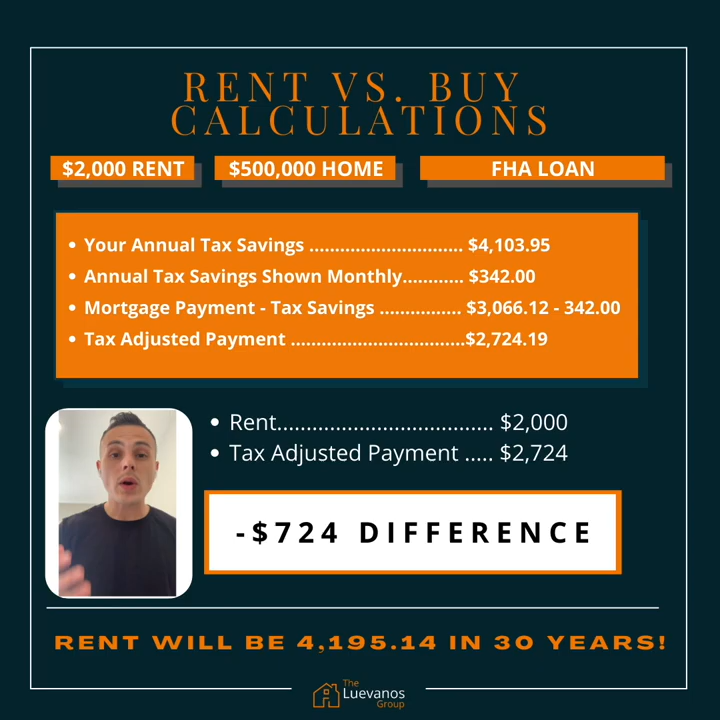 RENT VS. BUY
CALCULATIONS
$2,000 RENT
$500,000 HOME
FHA LOAN
• Your Annual Tax Savings .............................. $4,103.95
• Annual Tax Savings Shown Monthly............ $342.00
• Mortgage Payment - Tax Savings ................ $3,066.12 - 342.00
• Tax Adjusted Payment ..................................$2,724.19
• Rent.................................... $2,000
• Tax Adjusted Payment ..... $2,724
-$724 DIFFERENCE
RENT WILL BE 4,195.14 IN 30 YEARS!
The
Luevanos
Group